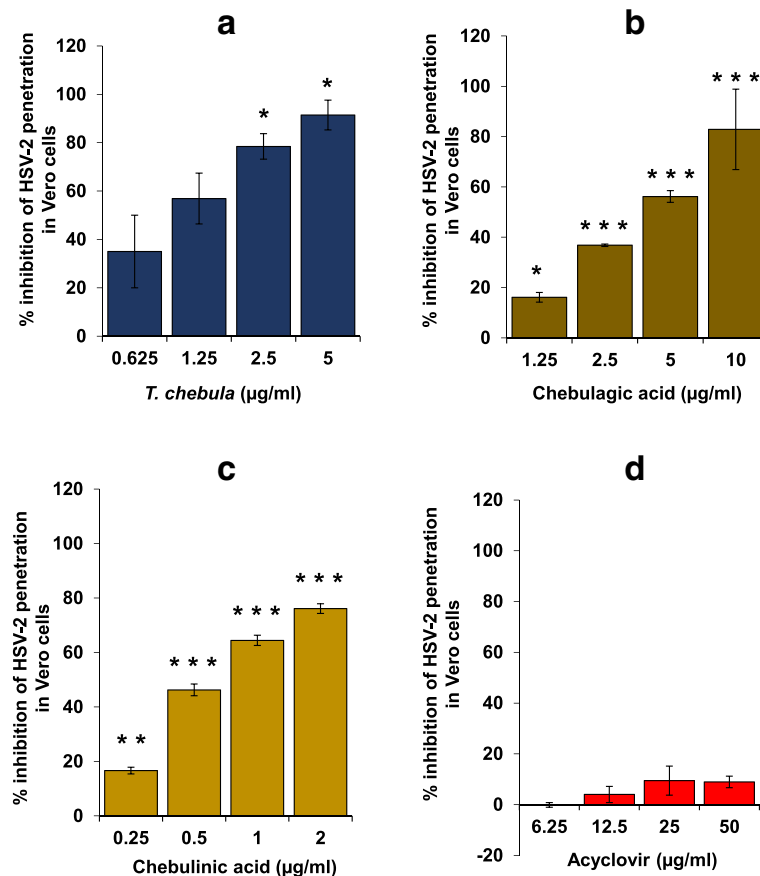 a
% inhibition of HSV-2 penetration
in Vero cells
120
100
80
60
40
20
0
*
*
0.625 1.25 2.5 5
T. chebula (µg/ml)
b
% inhibition of HSV-2 penetration
in Vero cells
120
100
80
60
40
20
0
*
* * *
* * *
* * *
1.25 2.5 5 10
Chebulagic acid (µg/ml)
c
% inhibition of HSV-2 penetration
in Vero cells
120
100
80
60
40
20
0
* *
* * *
* * *
* * *
0.25 0.5 1 2
Chebulinic acid (µg/ml)
d
% inhibition of HSV-2 penetration
in Vero cells
120
100
80
60
40
20
0
-20
6.25 12.5 25 50
Acyclovir (µg/ml)